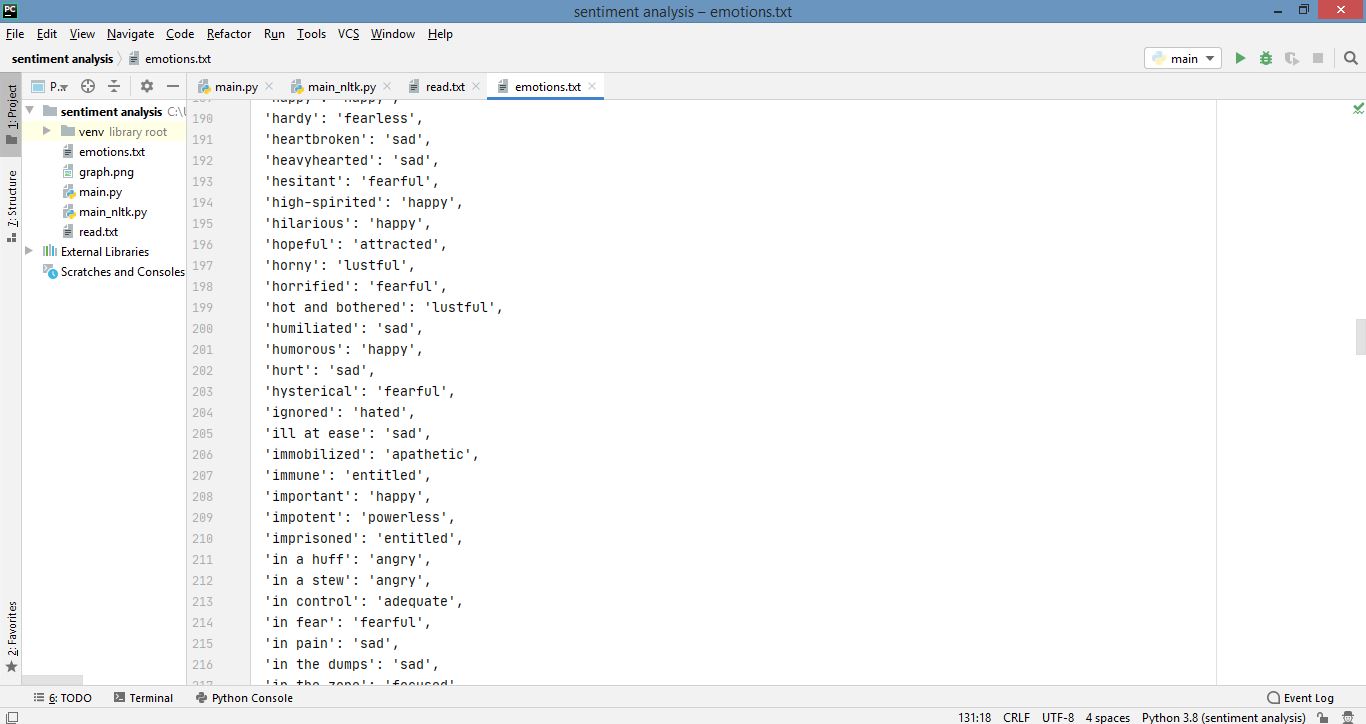 PC
sentiment analysis – emotions.txt
File Edit View Navigate Code Refactor Run Tools VCS Window Help
sentiment analysis emotions.txt
main
P..
main.py
main_nltk.py
read.txt
emotions.txt
1: Project
7: Structure
2: Favorites
sentiment analysis C:\
venv library root
emotions.txt
graph.png
main.py
main_nltk.py
read.txt
External Libraries
Scratches and Consoles
189 'happy': 'happy',
190 'hardy': 'fearless',
191 'heartbroken': 'sad',
192 'heavyhearted': 'sad',
193 'hesitant': 'fearful',
194 'high-spirited': 'happy',
195 'hilarious': 'happy',
196 'hopeful': 'attracted',
197 'horny': 'lustful',
198 'horrified': 'fearful',
199 'hot and bothered': 'lustful',
200 'humiliated': 'sad',
201 'humorous': 'happy',
202 'hurt': 'sad',
203 'hysterical': 'fearful',
204 'ignored': 'hated',
205 'ill at ease': 'sad',
206 'immobilized': 'apathetic',
207 'immune': 'entitled',
208 'important': 'happy',
209 'impotent': 'powerless',
210 'imprisoned': 'entitled',
211 'in a huff': 'angry',
212 'in a stew': 'angry',
213 'in control': 'adequate',
214 'in fear': 'fearful',
215 'in pain': 'sad',
216 'in the dumps': 'sad',
217 'in the zone': 'focused'
6: TODO Terminal Python Console Event Log
131:18 CRLF UTF-8 4 spaces Python 3.8 (sentiment analysis)